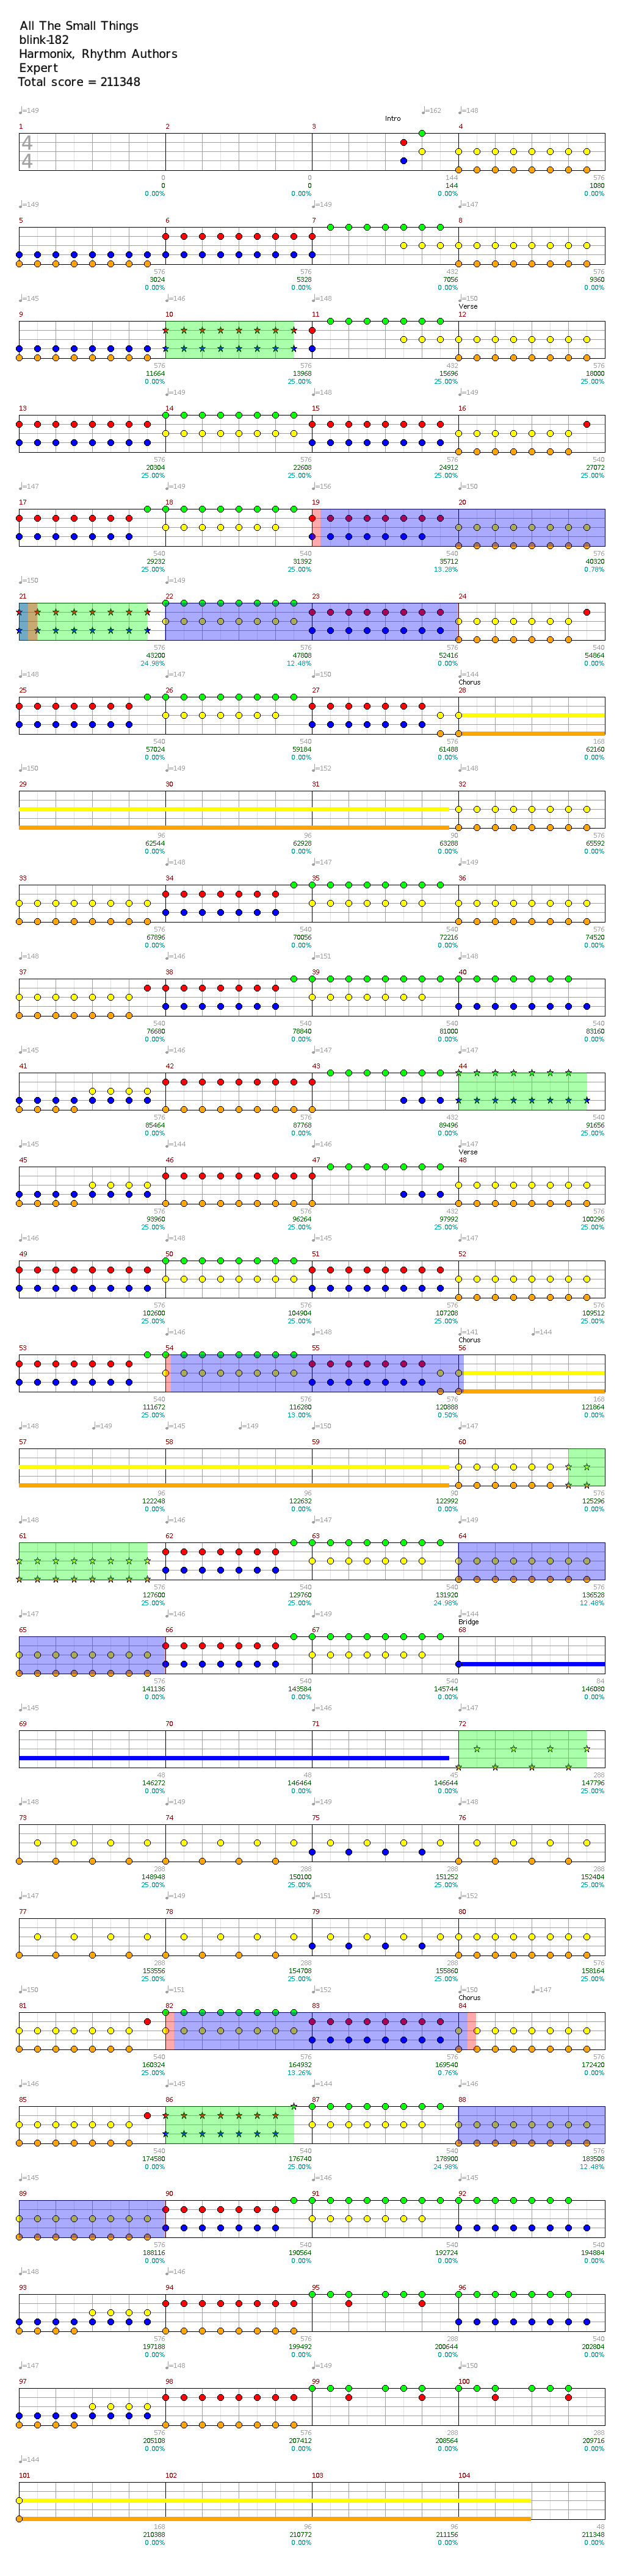 All The Small Things
blink-182
Harmonix, Rhythm Authors
Expert
Total score = 211348
♩=149 ♩=162 ♩=148
Intro
1 2 3 4
4
4
0 0 144 576
0 0 144 1080
0.00% 0.00% 0.00% 0.00%
♩=149 ♩=149 ♩=147
5 6 7 8
576 576 432 576
3024 5328 7056 9360
0.00% 0.00% 0.00% 0.00%
♩=145 ♩=146 ♩=148 ♩=150
Verse
9 10 11 12
576 576 432 576
11664 13968 15696 18000
0.00% 25.00% 25.00% 25.00%
♩=149 ♩=148 ♩=149
13 14 15 16
576 576 576 540
20304 22608 24912 27072
25.00% 25.00% 25.00% 25.00%
♩=147 ♩=149 ♩=156 ♩=150
17 18 19 20
540 540 540 576
29232 31392 35712 40320
25.00% 25.00% 13.28% 0.78%
♩=150 ♩=149
21 22 23 24
576 576 576 540
43200 47808 52416 54864
24.98% 12.48% 0.00% 0.00%
♩=148 ♩=147 ♩=150 ♩=144
Chorus
25 26 27 28
540 540 576 168
57024 59184 61488 62160
0.00% 0.00% 0.00% 0.00%
♩=150 ♩=149 ♩=152 ♩=148
29 30 31 32
96 96 90 576
62544 62928 63288 65592
0.00% 0.00% 0.00% 0.00%
♩=148 ♩=147 ♩=149
33 34 35 36
576 540 540 576
67896 70056 72216 74520
0.00% 0.00% 0.00% 0.00%
♩=148 ♩=146 ♩=151 ♩=148
37 38 39 40
540 540 540 540
76680 78840 81000 83160
0.00% 0.00% 0.00% 0.00%
♩=145 ♩=146 ♩=147 ♩=147
41 42 43 44
576 576 432 540
85464 87768 89496 91656
0.00% 0.00% 0.00% 25.00%
♩=145 ♩=144 ♩=146 ♩=147
Verse
45 46 47 48
576 576 432 576
93960 96264 97992 100296
25.00% 25.00% 25.00% 25.00%
♩=146 ♩=148 ♩=145 ♩=147
49 50 51 52
576 576 576 576
102600 104904 107208 109512
25.00% 25.00% 25.00% 25.00%
♩=146 ♩=148 ♩=141 ♩=144
Chorus
53 54 55 56
540 576 576 168
111672 116280 120888 121864
25.00% 13.00% 0.50% 0.00%
♩=148 ♩=149 ♩=145 ♩=149 ♩=150 ♩=147
57 58 59 60
96 96 90 576
122248 122632 122992 125296
0.00% 0.00% 0.00% 0.00%
♩=148 ♩=146 ♩=147 ♩=149
61 62 63 64
576 540 540 576
127600 129760 131920 136528
25.00% 25.00% 24.98% 12.48%
♩=147 ♩=146 ♩=149 ♩=144
Bridge
65 66 67 68
576 540 540 84
141136 143584 145744 146080
0.00% 0.00% 0.00% 0.00%
♩=145 ♩=146 ♩=147
69 70 71 72
48 48 45 288
146272 146464 146644 147796
0.00% 0.00% 0.00% 25.00%
♩=148 ♩=149 ♩=149 ♩=148
73 74 75 76
288 288 288 288
148948 150100 151252 152404
25.00% 25.00% 25.00% 25.00%
♩=147 ♩=149 ♩=151 ♩=152
77 78 79 80
288 288 288 576
153556 154708 155860 158164
25.00% 25.00% 25.00% 25.00%
♩=150 ♩=151 ♩=152 ♩=150 ♩=147
Chorus
81 82 83 84
540 576 576 576
160324 164932 169540 172420
25.00% 13.26% 0.76% 0.00%
♩=146 ♩=145 ♩=144 ♩=146
85 86 87 88
540 540 540 576
174580 176740 178900 183508
0.00% 25.00% 24.98% 12.48%
♩=145 ♩=144 ♩=146 ♩=145
89 90 91 92
576 540 540 540
188116 190564 192724 194884
0.00% 0.00% 0.00% 0.00%
♩=148 ♩=146
93 94 95 96
576 576 288 540
197188 199492 200644 202804
0.00% 0.00% 0.00% 0.00%
♩=147 ♩=148 ♩=149 ♩=150
97 98 99 100
576 576 288 288
205108 207412 208564 209716
0.00% 0.00% 0.00% 0.00%
♩=144
101 102 103 104
168 96 96 48
210388 210772 211156 211348
0.00% 0.00% 0.00% 0.00%